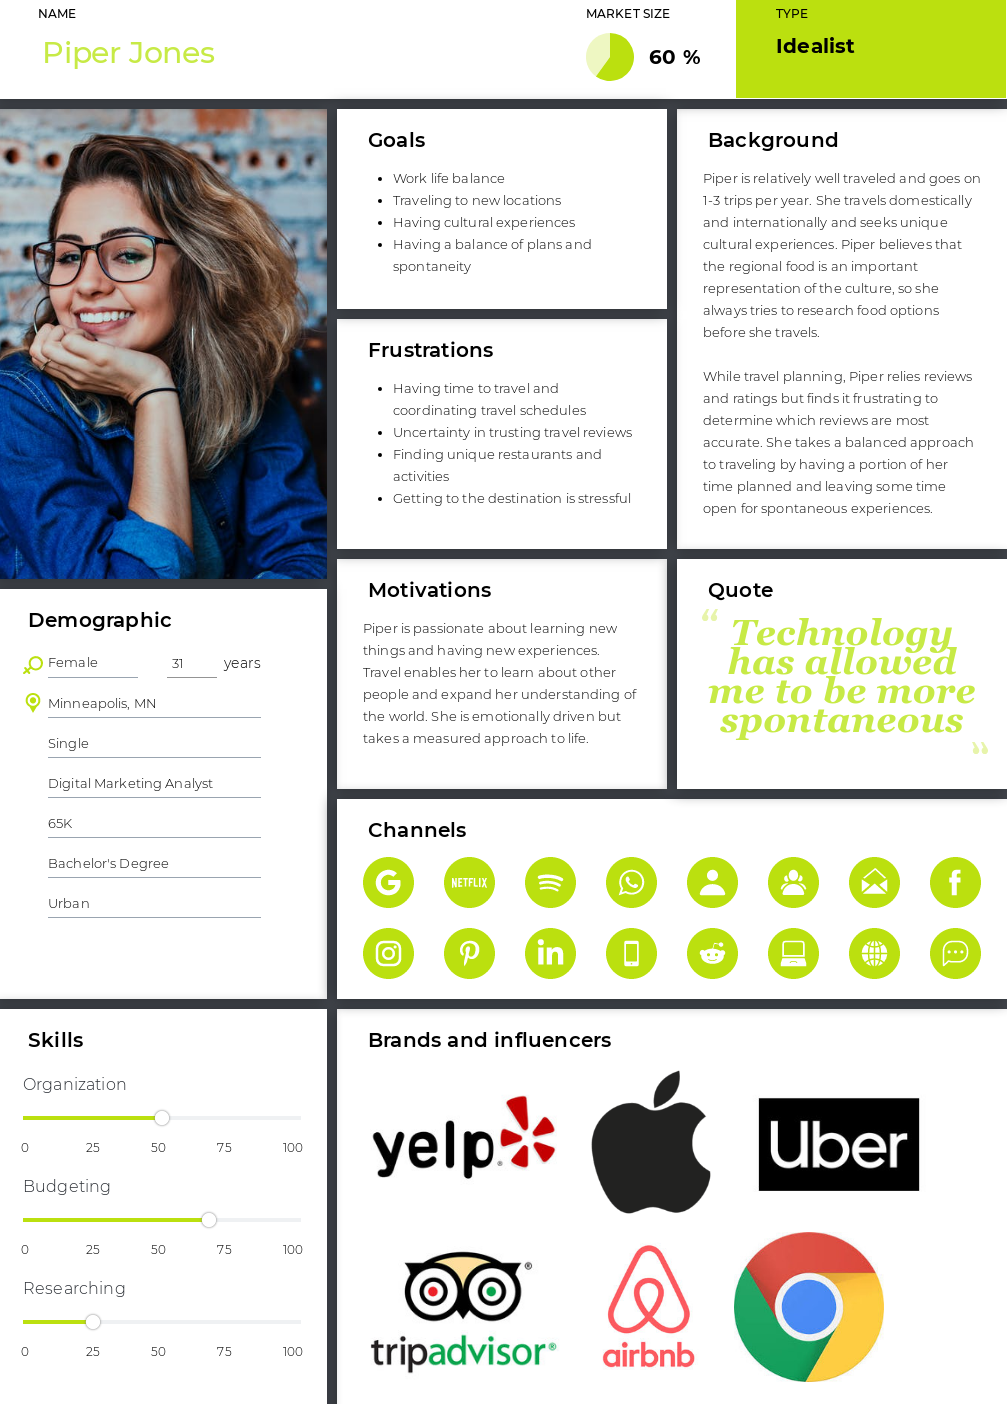 NAME
Piper Jones
MARKET SIZE
60 %
TYPE
Idealist
Goals
Work life balance
Traveling to new locations
Having cultural experiences
Having a balance of plans and
spontaneity
Background
Piper is relatively well traveled and goes on
1-3 trips per year. She travels domestically
and internationally and seeks unique
cultural experiences. Piper believes that
the regional food is an important
representation of the culture, so she
always tries to research food options
before she travels.
While travel planning, Piper relies reviews
and ratings but finds it frustrating to
determine which reviews are most
accurate. She takes a balanced approach
to traveling by having a portion of her
time planned and leaving some time
open for spontaneous experiences.
Frustrations
Having time to travel and
coordinating travel schedules
Uncertainty in trusting travel reviews
Finding unique restaurants and
activities
Getting to the destination is stressful
Demographic
Female 31 years
Minneapolis, MN
Single
Digital Marketing Analyst
65K
Bachelor's Degree
Urban
Motivations
Piper is passionate about learning new
things and having new experiences.
Travel enables her to learn about other
people and expand her understanding of
the world. She is emotionally driven but
takes a measured approach to life.
Quote
“ Technology
has allowed
me to be more
spontaneous
”
Channels
G NETFLIX f
in
Skills
Organization
0 25 50 75 100
Budgeting
0 25 50 75 100
Researching
0 25 50 75 100
Brands and influencers
yelp®
Uber
tripadvisor®
airbnb